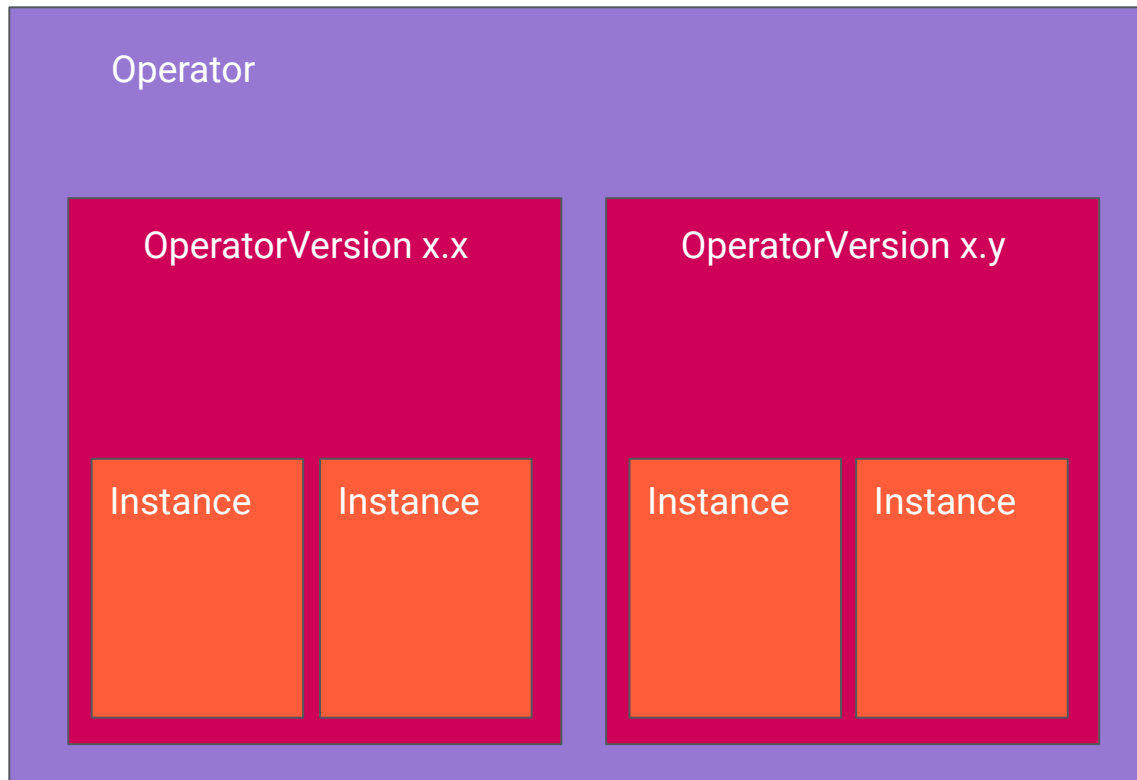 Operator
OperatorVersion x.x
OperatorVersion x.y
Instance
Instance
Instance
Instance